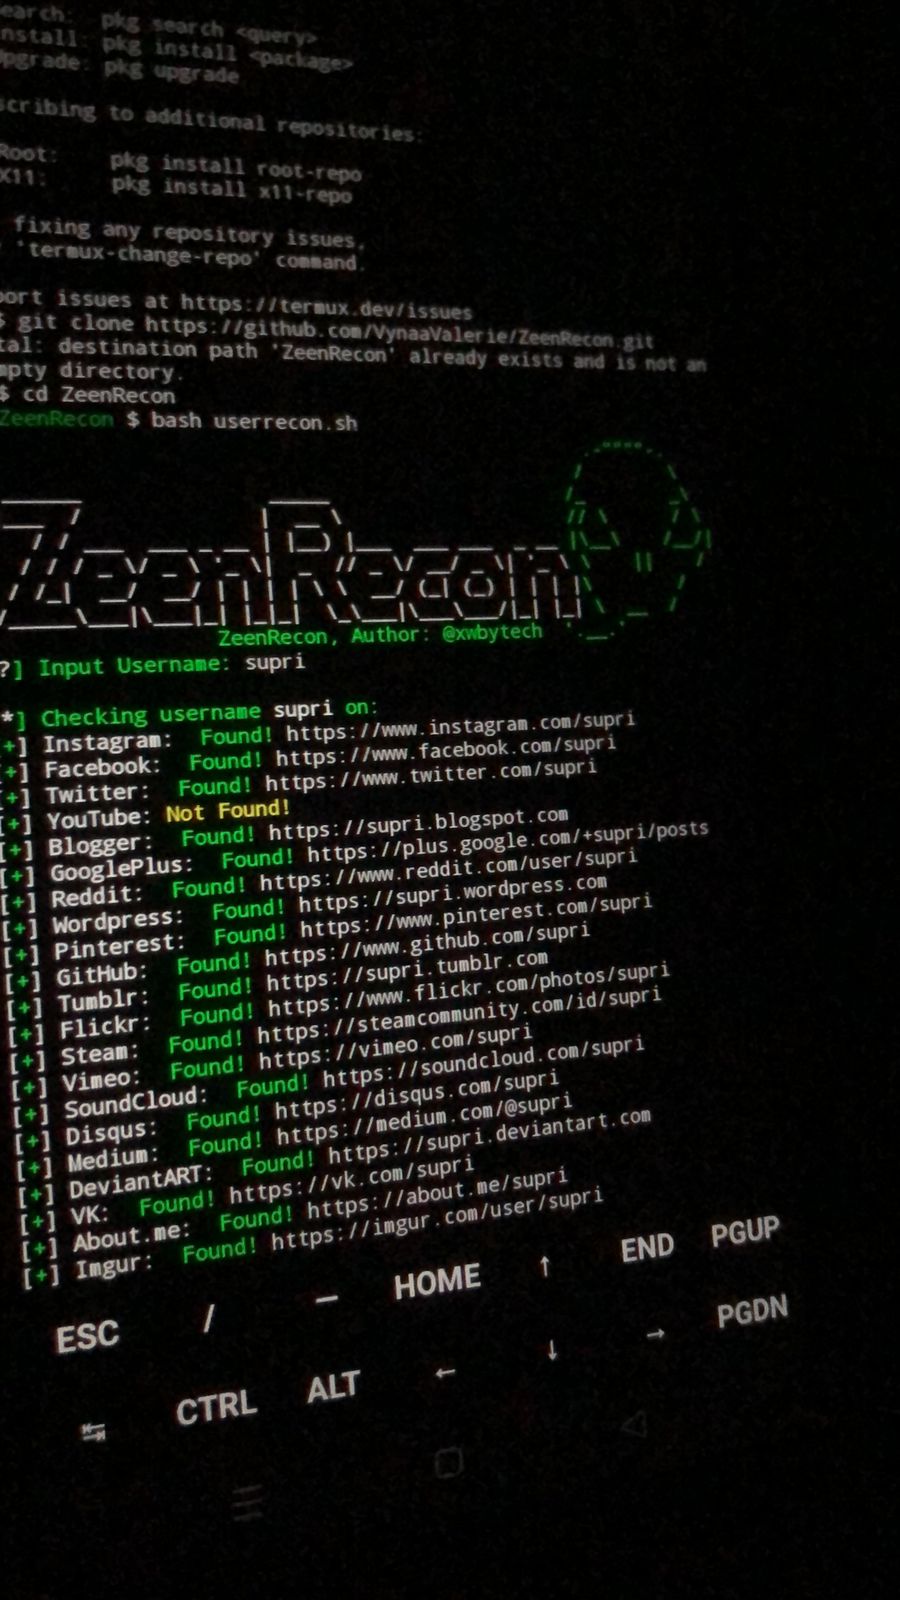 earch: pkg search <query>
nstall: pkg install <package>
pgrade: pkg upgrade
scribing to additional repositories:
Root: pkg install root-repo
X11: pkg install x11-repo
fixing any repository issues,
'termux-change-repo' command.
ort issues at https://termux.dev/issues
$ git clone https://github.com/VynaaValerie/ZeenRecon.git
tal: destination path 'ZeenRecon' already exists and is not an
mpty directory.
$ cd ZeenRecon
ZeenRecon $ bash userrecon.sh
ZeenRecon
ZeenRecon, Author: @xwbytech
?] Input Username: supri
*] Checking username supri on:
+] Instagram: Found! https://www.instagram.com/supri
+] Facebook: Found! https://www.facebook.com/supri
+] Twitter: Found! https://www.twitter.com/supri
+] YouTube: Not Found!
[+] Blogger: Found! https://supri.blogspot.com
[+] GooglePlus: Found! https://plus.google.com/+supri/posts
[+] Reddit: Found! https://www.reddit.com/user/supri
[+] Wordpress: Found! https://supri.wordpress.com
[+] Pinterest: Found! https://www.pinterest.com/supri
[+] GitHub: Found! https://www.github.com/supri
[+] Tumblr: Found! https://supri.tumblr.com
[+] Flickr: Found! https://www.flickr.com/photos/supri
[+] Steam: Found! https://steamcommunity.com/id/supri
[+] Vimeo: Found! https://vimeo.com/supri
[+] SoundCloud: Found! https://soundcloud.com/supri
[+] Disqus: Found! https://disqus.com/supri
[+] Medium: Found! https://medium.com/@supri
[+] DeviantART: Found! https://supri.deviantart.com
[+] VK: Found! https://vk.com/supri
[+] About.me: Found! https://about.me/supri
[+] Imgur: Found! https://imgur.com/user/supri
ESC / — HOME ↑ END PGUP
↹ CTRL ALT ← ↓ → PGDN